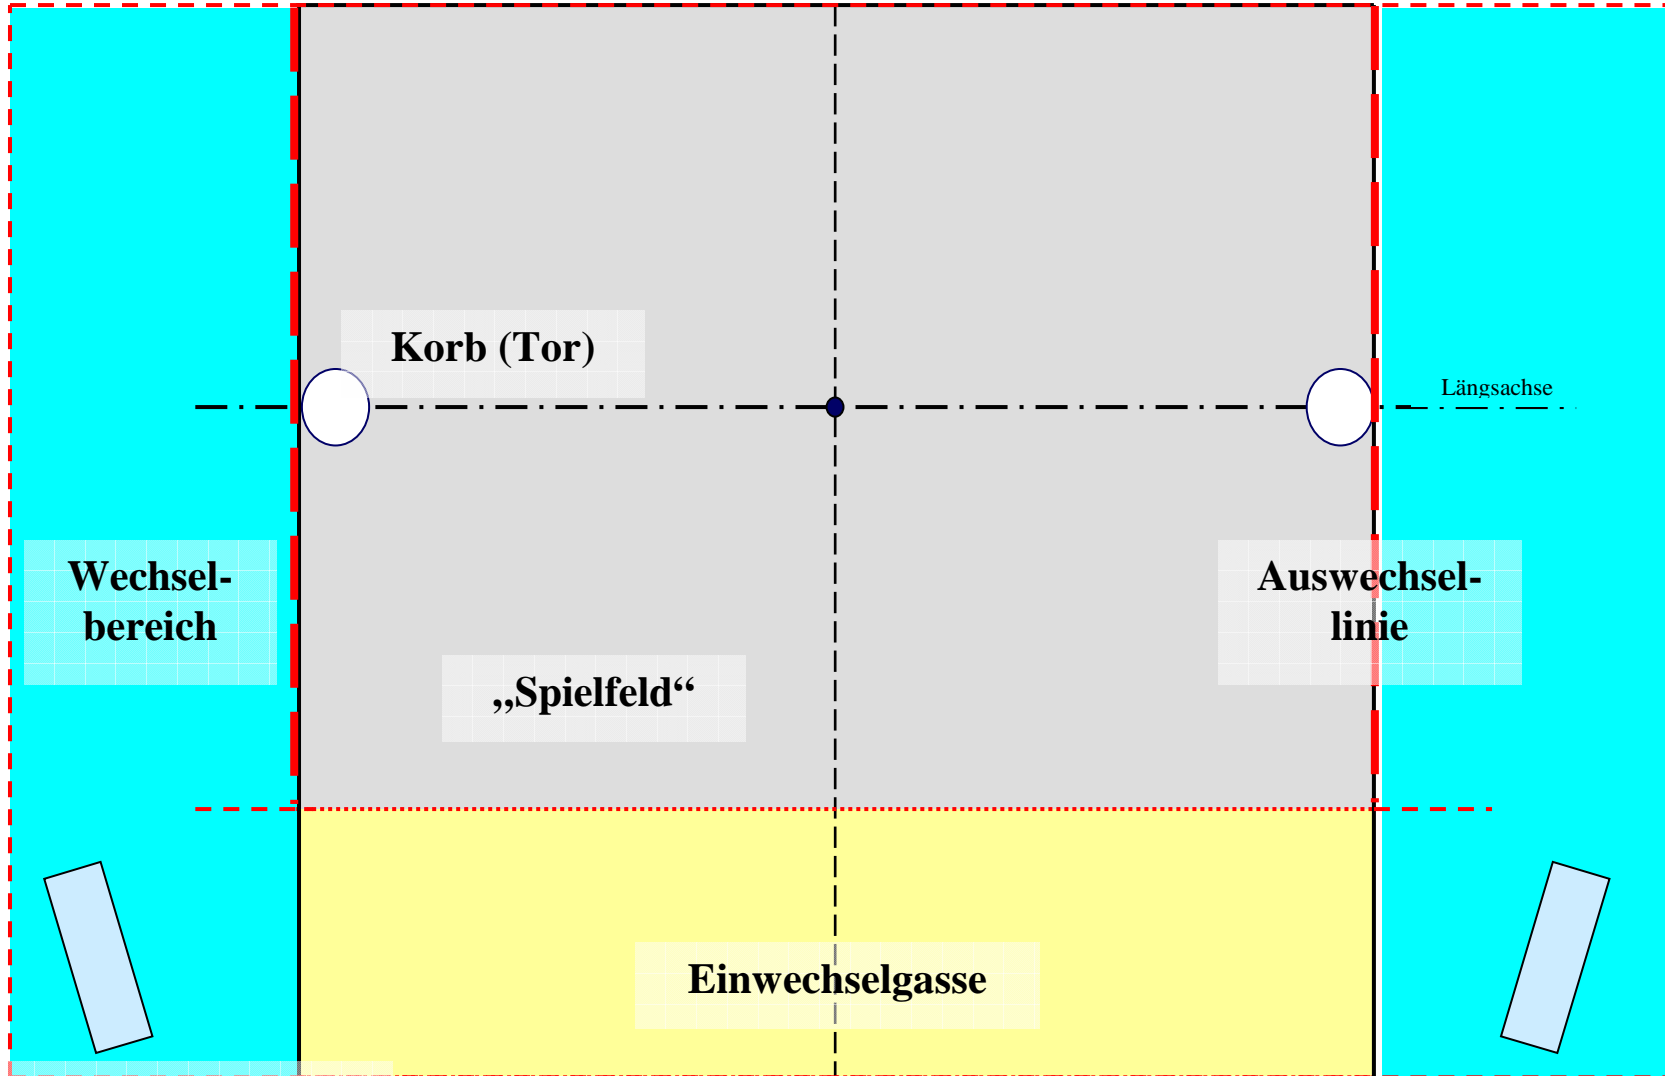 Korb (Tor)
Längsachse
Wechsel-
bereich
Auswechsel-
linie
„Spielfeld“
Einwechselgasse